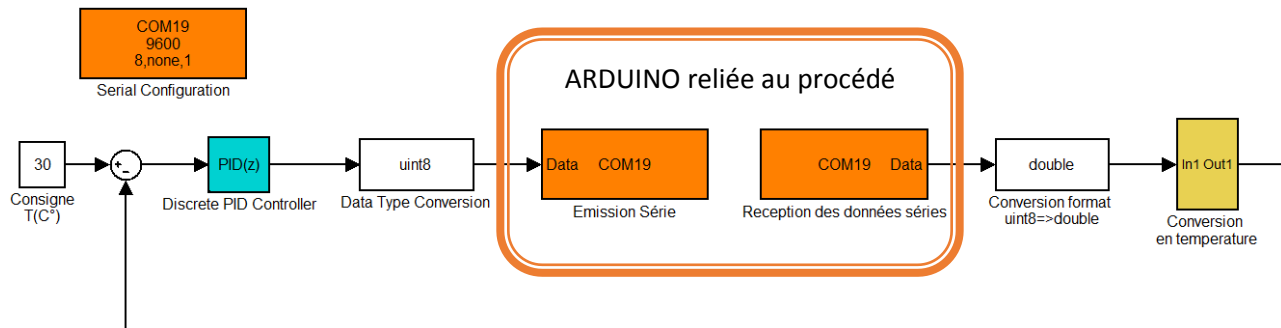 COM19
9600
8,none,1
Serial Configuration
ARDUINO reliée au procédé
30
Consigne
T(C°)
+
-
PID(z)
Discrete PID Controller
uint8
Data Type Conversion
Data COM19
Emission Série
COM19 Data
Reception des données séries
double
Conversion format
uint8=>double
In1 Out1
Conversion
en temperature